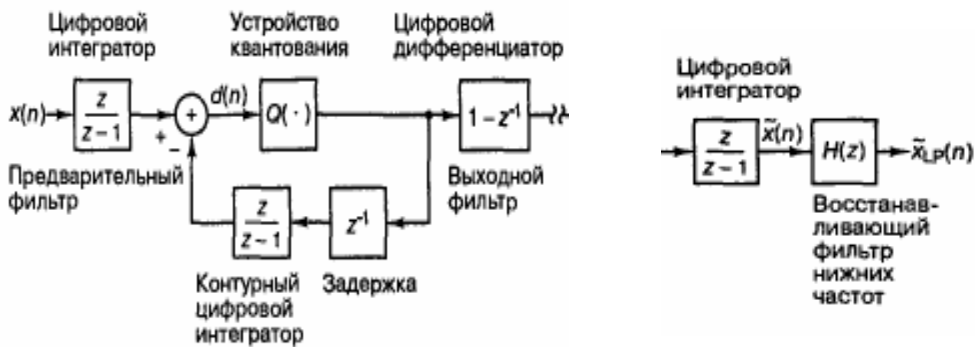 Цифровой
интегратор
Устройство
квантования
Цифровой
дифференциатор
x(n)
z
z − 1
+
−
+
d(n)
Q( · )
1 − z⁻¹
Предварительный
фильтр
Выходной
фильтр
z
z − 1
z⁻¹
Контурный
цифровой
интегратор
Задержка
Цифровой
интегратор
z
z − 1
x̃(n)
H(z)
x̃LP(n)
Восстанав-
ливающий
фильтр
нижних
частот